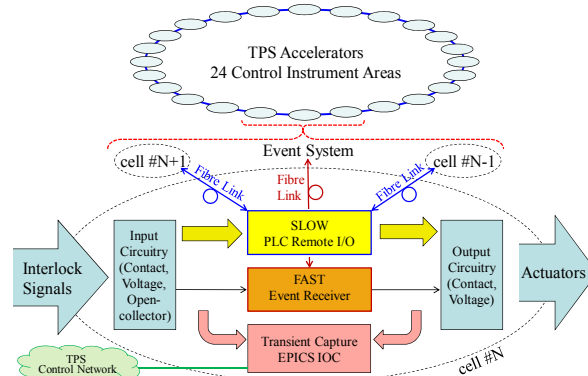 TPS Accelerators
24 Control Instrument Areas
cell #N+1
Event System
cell #N-1
Fibre Link
Fibre
Link
Fibre Link
SLOW
PLC Remote I/O
Input
Circuitry
(Contact,
Voltage,
Open-
collector)
Output
Circuitry
(Contact,
Voltage)
Interlock
Signals
Actuators
FAST
Event Receiver
Transient Capture
EPICS IOC
TPS
Control Network
cell #N